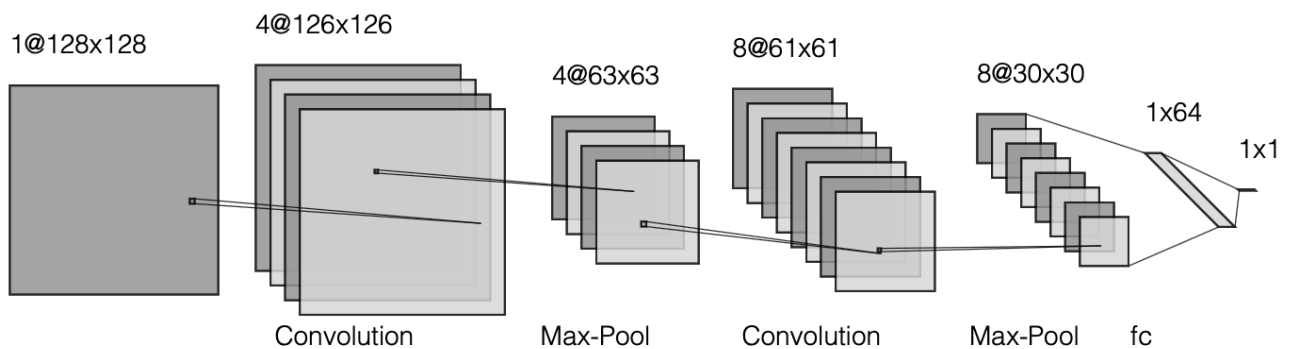 1@128x128
4@126x126
4@63x63
8@61x61
8@30x30
1x64
1x1
Convolution
Max-Pool
Convolution
Max-Pool
fc